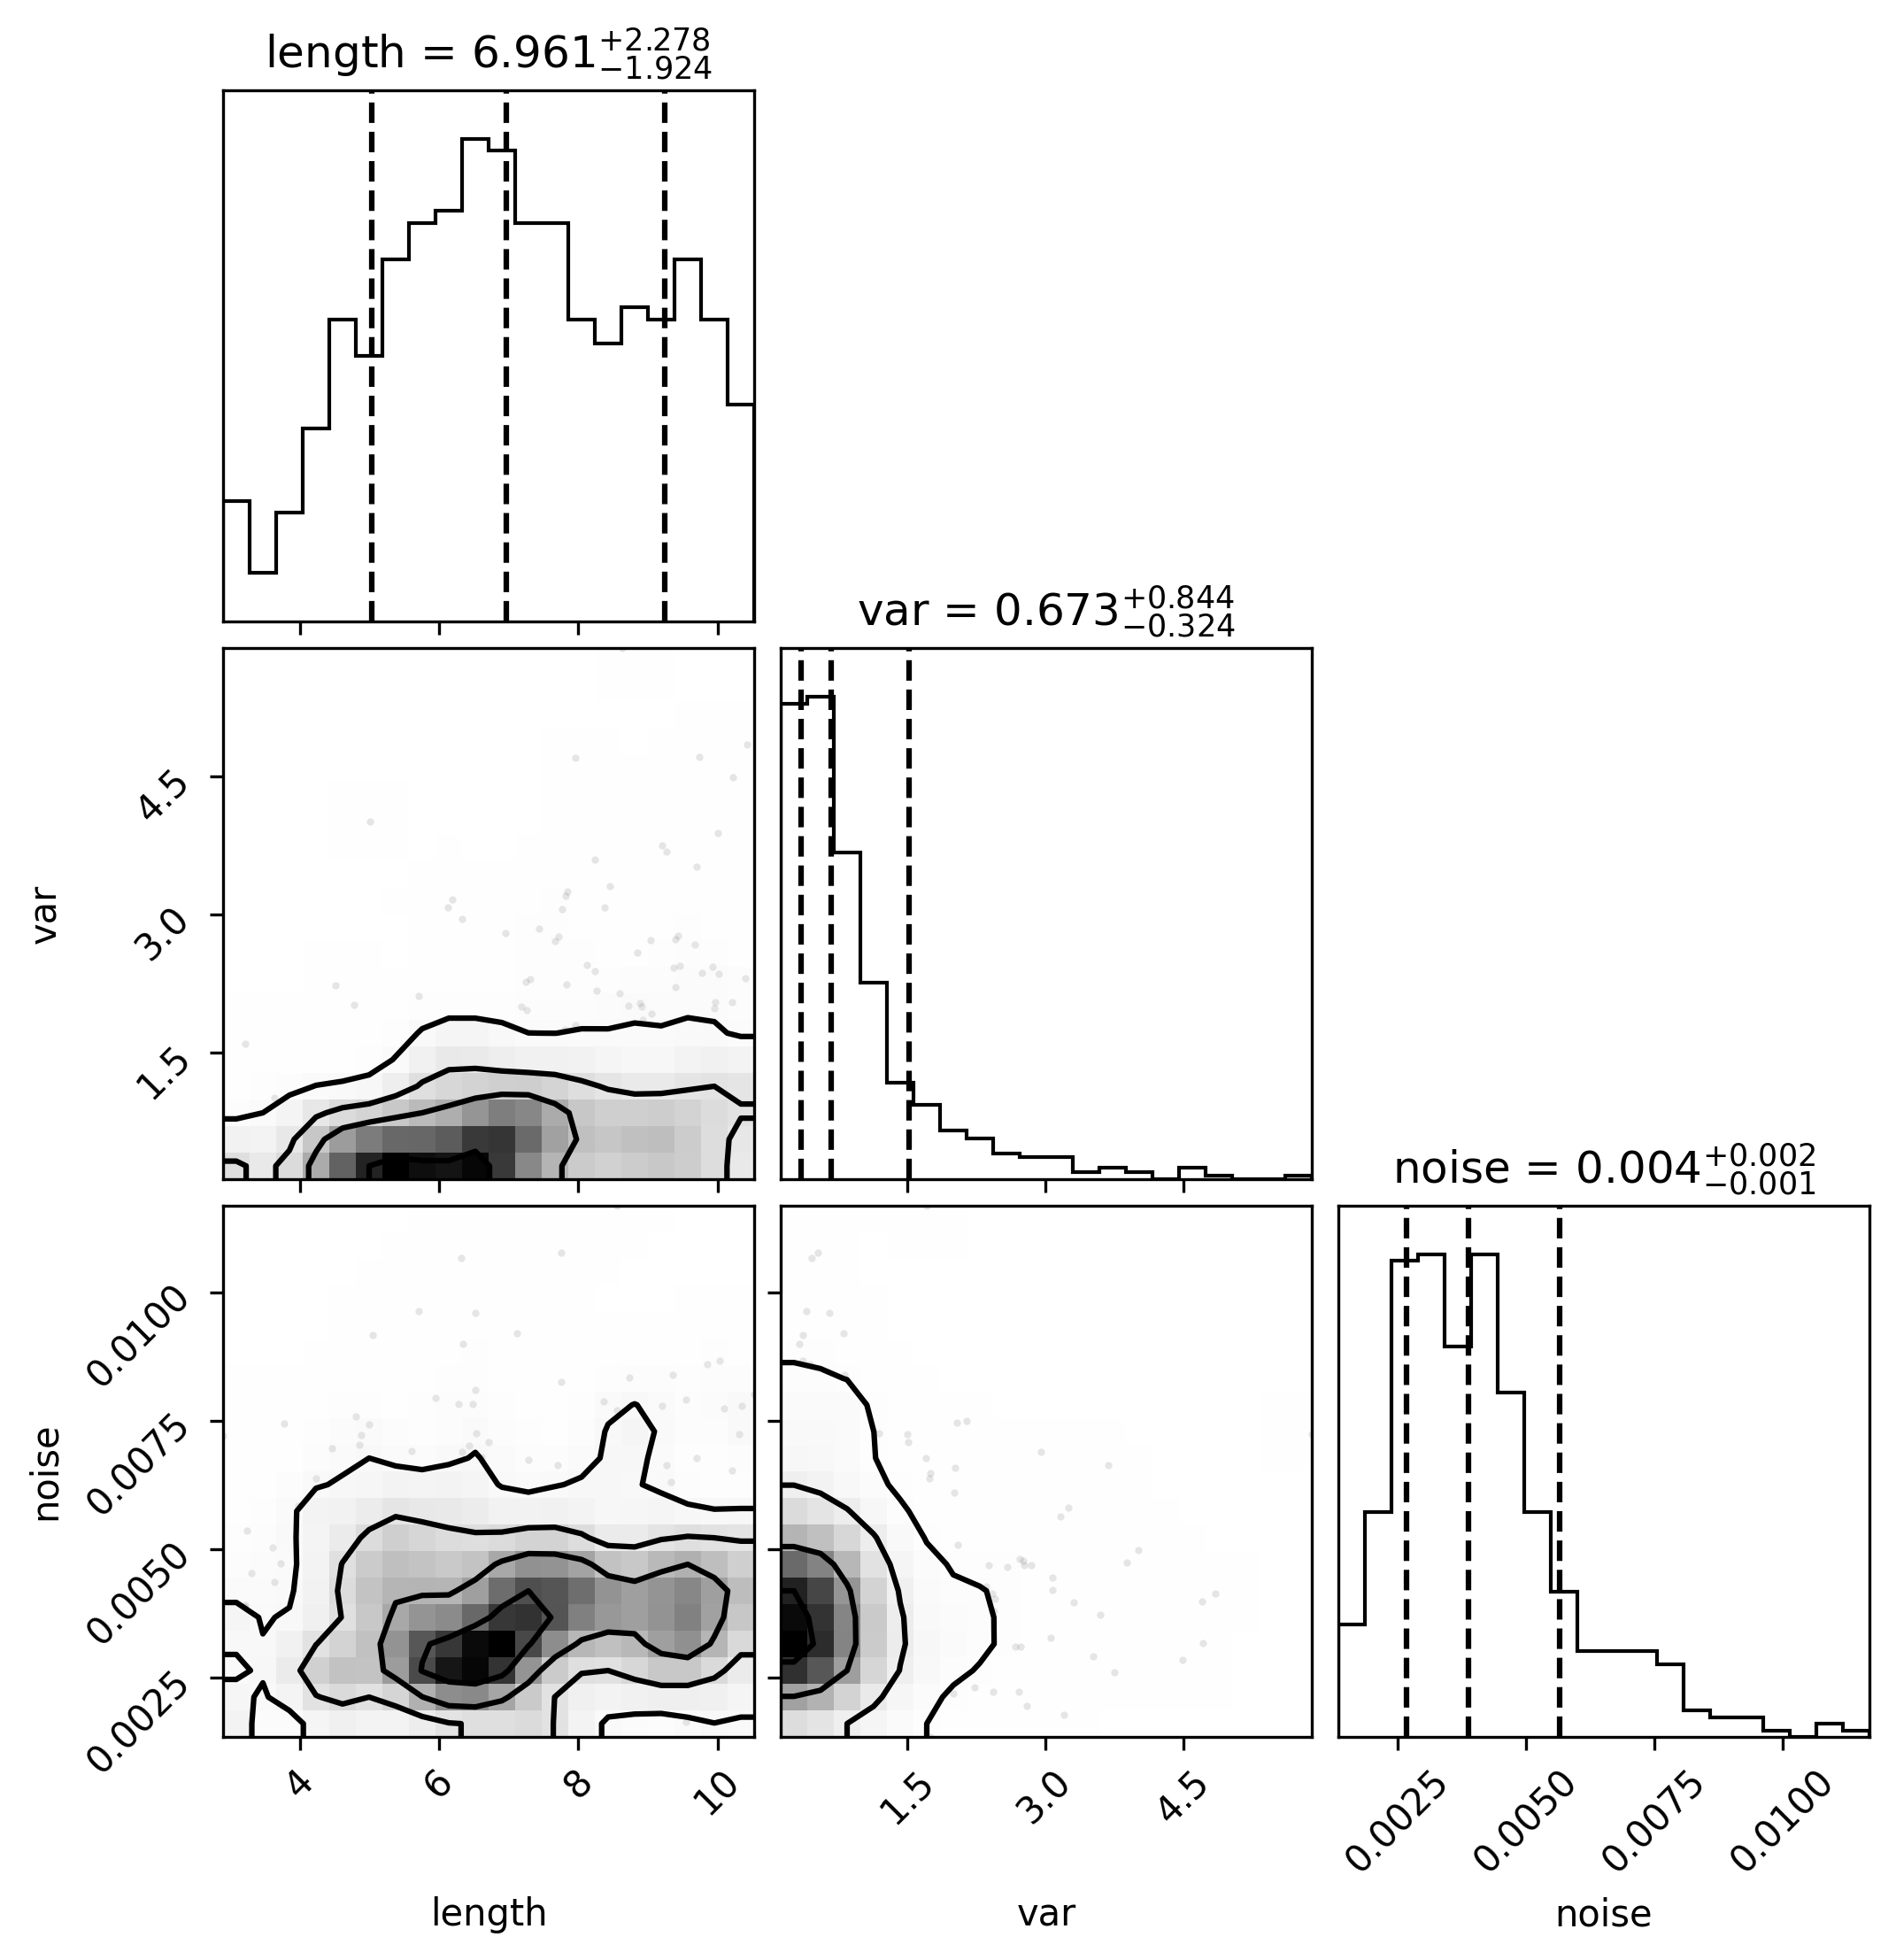 length = 6.961 +2.278 −1.924
var = 0.673 +0.844 −0.324
4.5
3.0
1.5
var
noise = 0.004 +0.002 −0.001
0.0100
0.0075
0.0050
0.0025
noise
4 6 8 10
1.5 3.0 4.5
0.0025 0.0050 0.0075 0.0100
length
var
noise